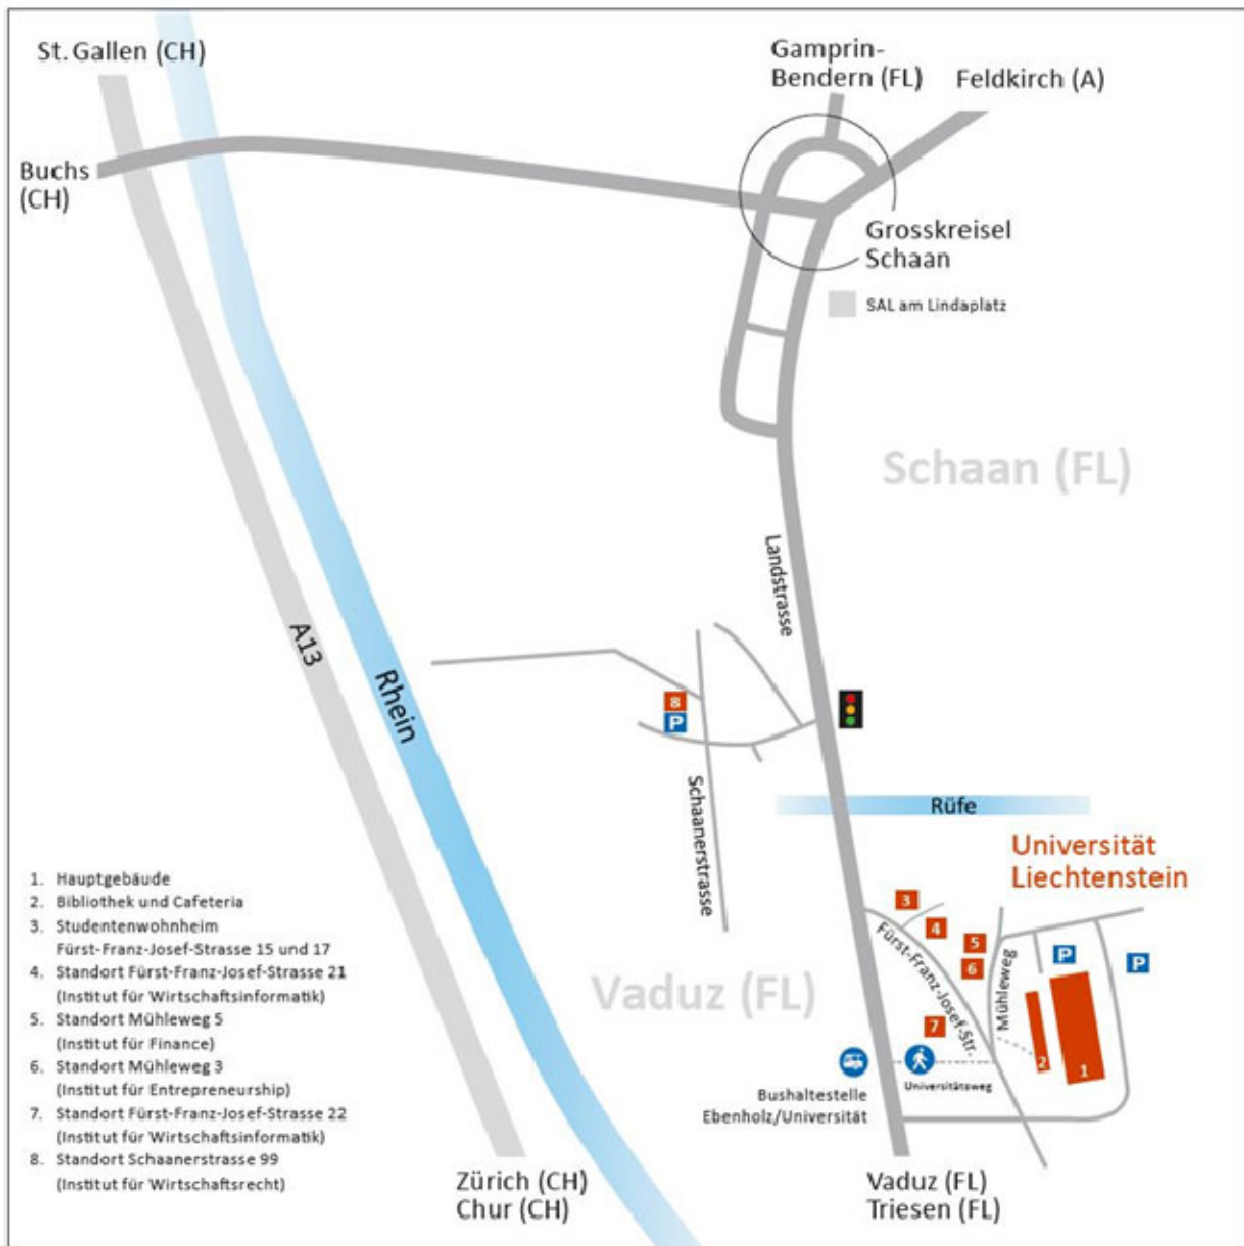 St. Gallen (CH)
Gamprin-
Bendern (FL)
Feldkirch (A)
Buchs
(CH)
Grosskreisel
Schaan
SAL am Lindaplatz
Schaan (FL)
Landstrasse
A13
Rhein
8
P
Schaanerstrasse
Rüfe
Universität
Liechtenstein
1. Hauptgebäude
2. Bibliothek und Cafeteria
3. Studentenwohnheim
Fürst-Franz-Josef-Strasse 15 und 17
4. Standort Fürst-Franz-Josef-Strasse 21
(Institut für Wirtschaftsinformatik)
5. Standort Mühleweg 5
(Institut für Finance)
6. Standort Mühleweg 3
(Institut für Entrepreneurship)
7. Standort Fürst-Franz-Josef-Strasse 22
(Institut für Wirtschaftsinformatik)
8. Standort Schaanerstrasse 99
(Institut für Wirtschaftsrecht)
Vaduz (FL)
3
4
5
6
7
Fürst-Franz-Josef-Str.
Mühleweg
P
P
2
1
Universitätsweg
Bushaltestelle
Ebenholz/Universität
Zürich (CH)
Chur (CH)
Vaduz (FL)
Triesen (FL)